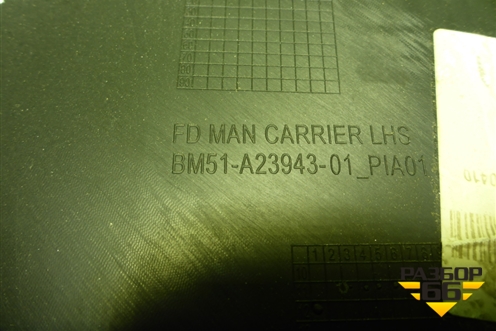 FD MAN CARRIER LHS
BM51-A23943-01_PIA01
1 2 3 4 5 6
РАЗБОР
66